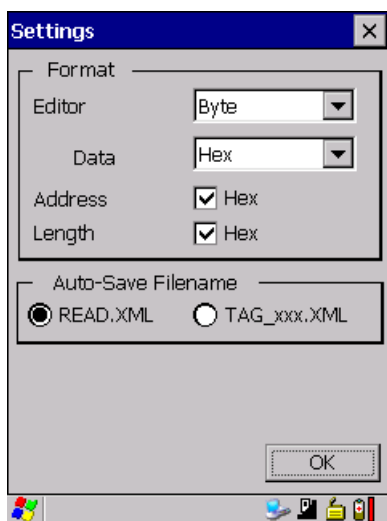 Settings
Format
Editor Byte
Data Hex
Address Hex
Length Hex
Auto-Save Filename
READ.XML TAG_xxx.XML
OK